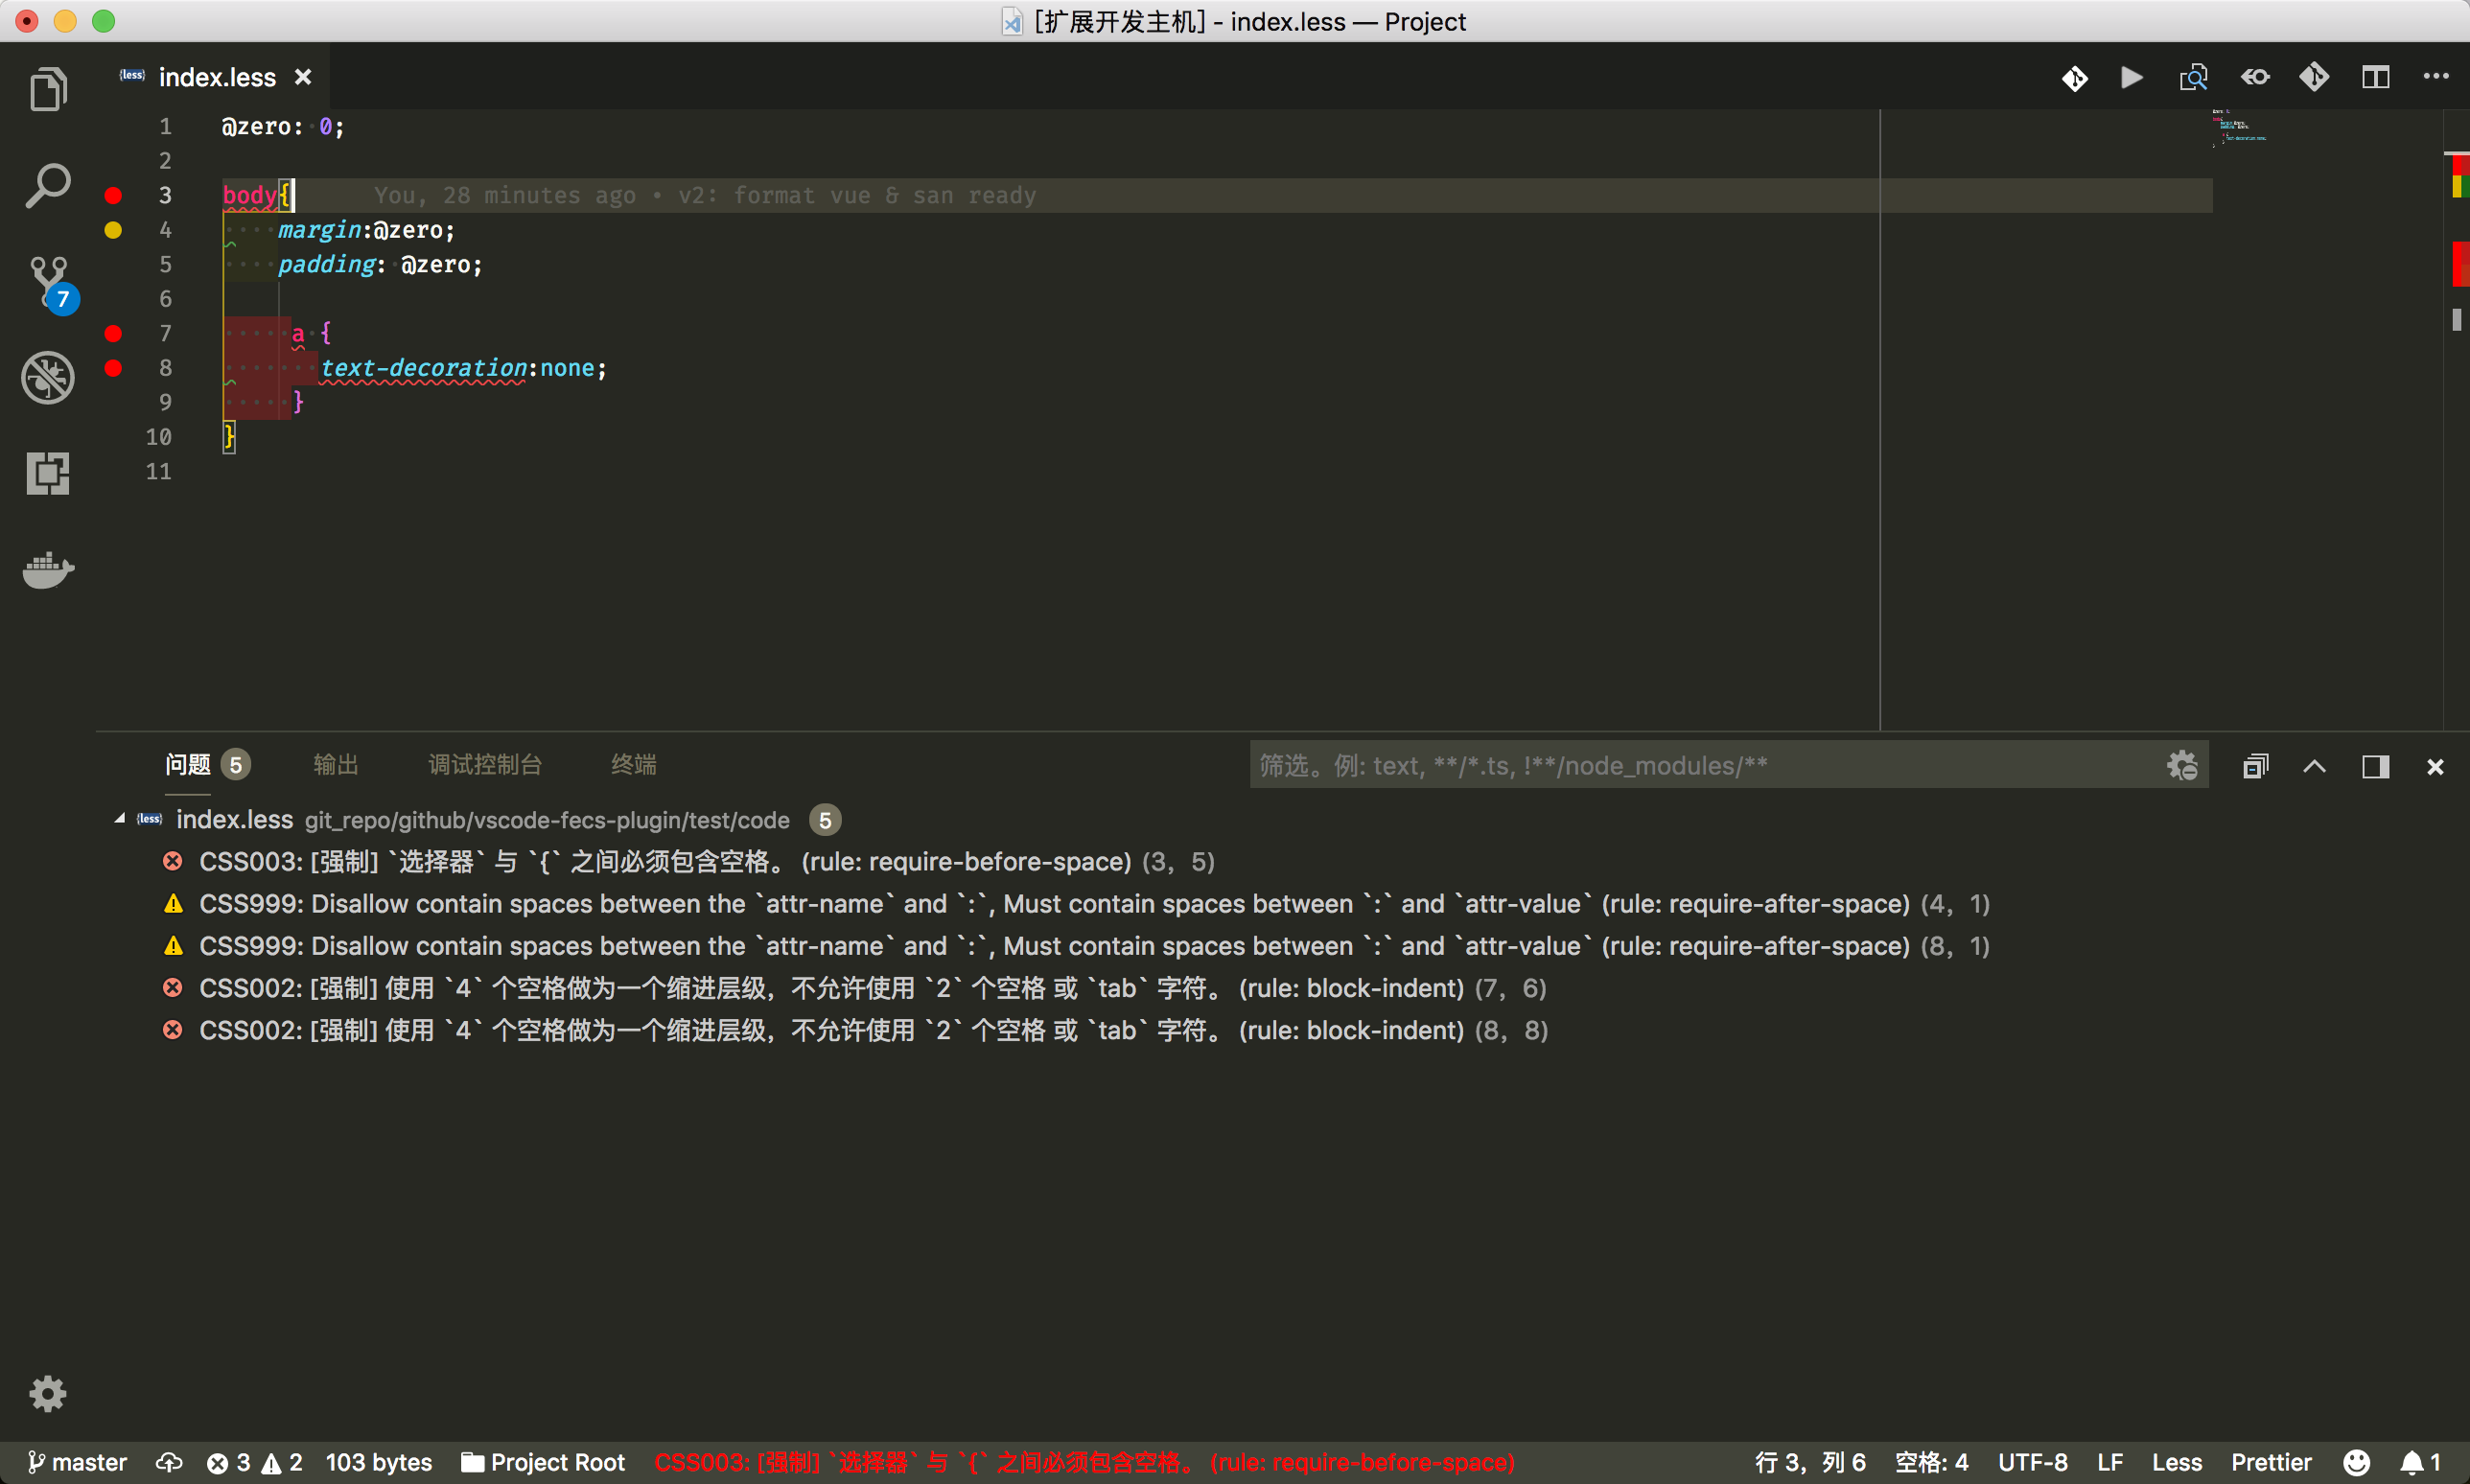 [扩展开发主机] - index.less — Project
{less} index.less
1 @zero: 0;
2
3 body{ You, 28 minutes ago • v2: format vue & san ready
4 margin:@zero;
5 padding: @zero;
6
7 a {
8 text-decoration:none;
9 }
10 }
11
7
问题 5 输出 调试控制台 终端 筛选。例: text, **/*.ts, !**/node_modules/**
{less} index.less git_repo/github/vscode-fecs-plugin/test/code 5
CSS003: [强制] `选择器` 与 `{` 之间必须包含空格。 (rule: require-before-space) (3, 5)
CSS999: Disallow contain spaces between the `attr-name` and `:`, Must contain spaces between `:` and `attr-value` (rule: require-after-space) (4, 1)
CSS999: Disallow contain spaces between the `attr-name` and `:`, Must contain spaces between `:` and `attr-value` (rule: require-after-space) (8, 1)
CSS002: [强制] 使用 `4` 个空格做为一个缩进层级，不允许使用 `2` 个空格 或 `tab` 字符。 (rule: block-indent) (7, 6)
CSS002: [强制] 使用 `4` 个空格做为一个缩进层级，不允许使用 `2` 个空格 或 `tab` 字符。 (rule: block-indent) (8, 8)
master 3 2 103 bytes Project Root CSS003: [强制] `选择器` 与 `{` 之间必须包含空格。 (rule: require-before-space) 行 3，列 6 空格: 4 UTF-8 LF Less Prettier 1